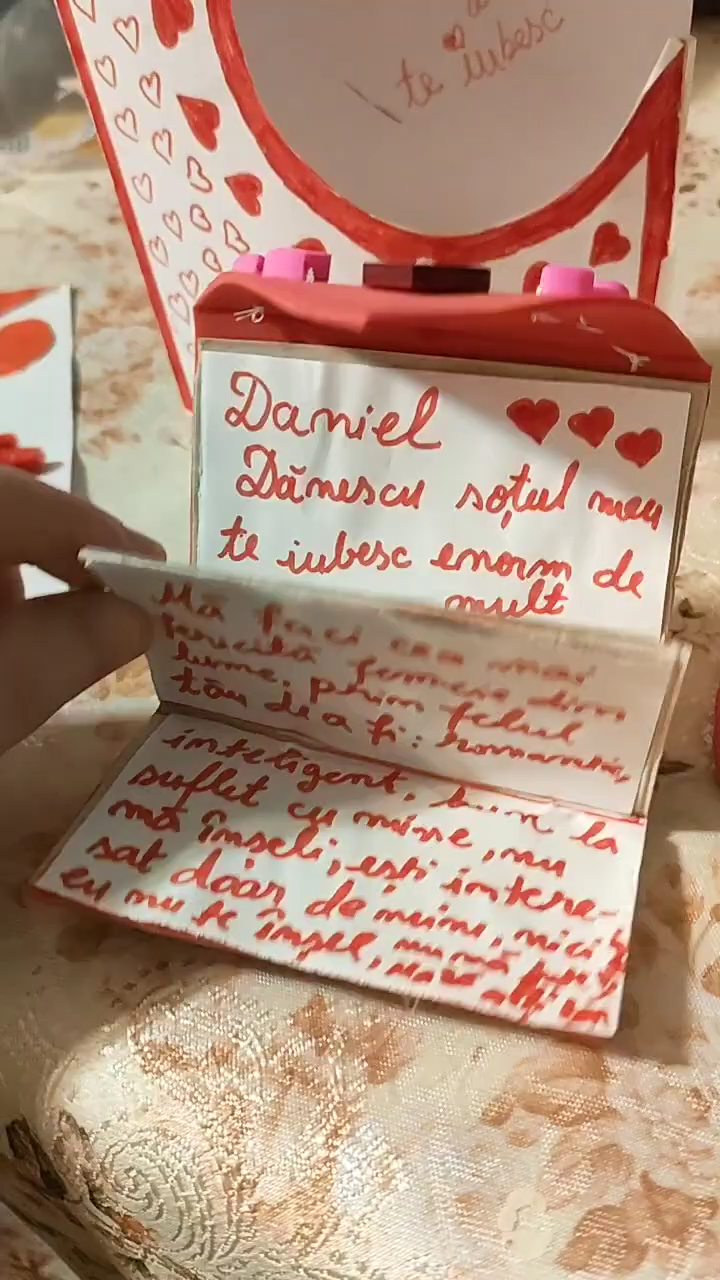 te iubesc
Daniel
Dănescu soțul meu
te iubesc enorm de
mult
Mă faci cea mai
fericită femeie din
lume, prin felul
tău de a fi: romantic,
inteligent, bun la
suflet cu mine, nu
mă înșeli, ești intere-
sat doar de mine, nici
eu nu te înșel, nu mă